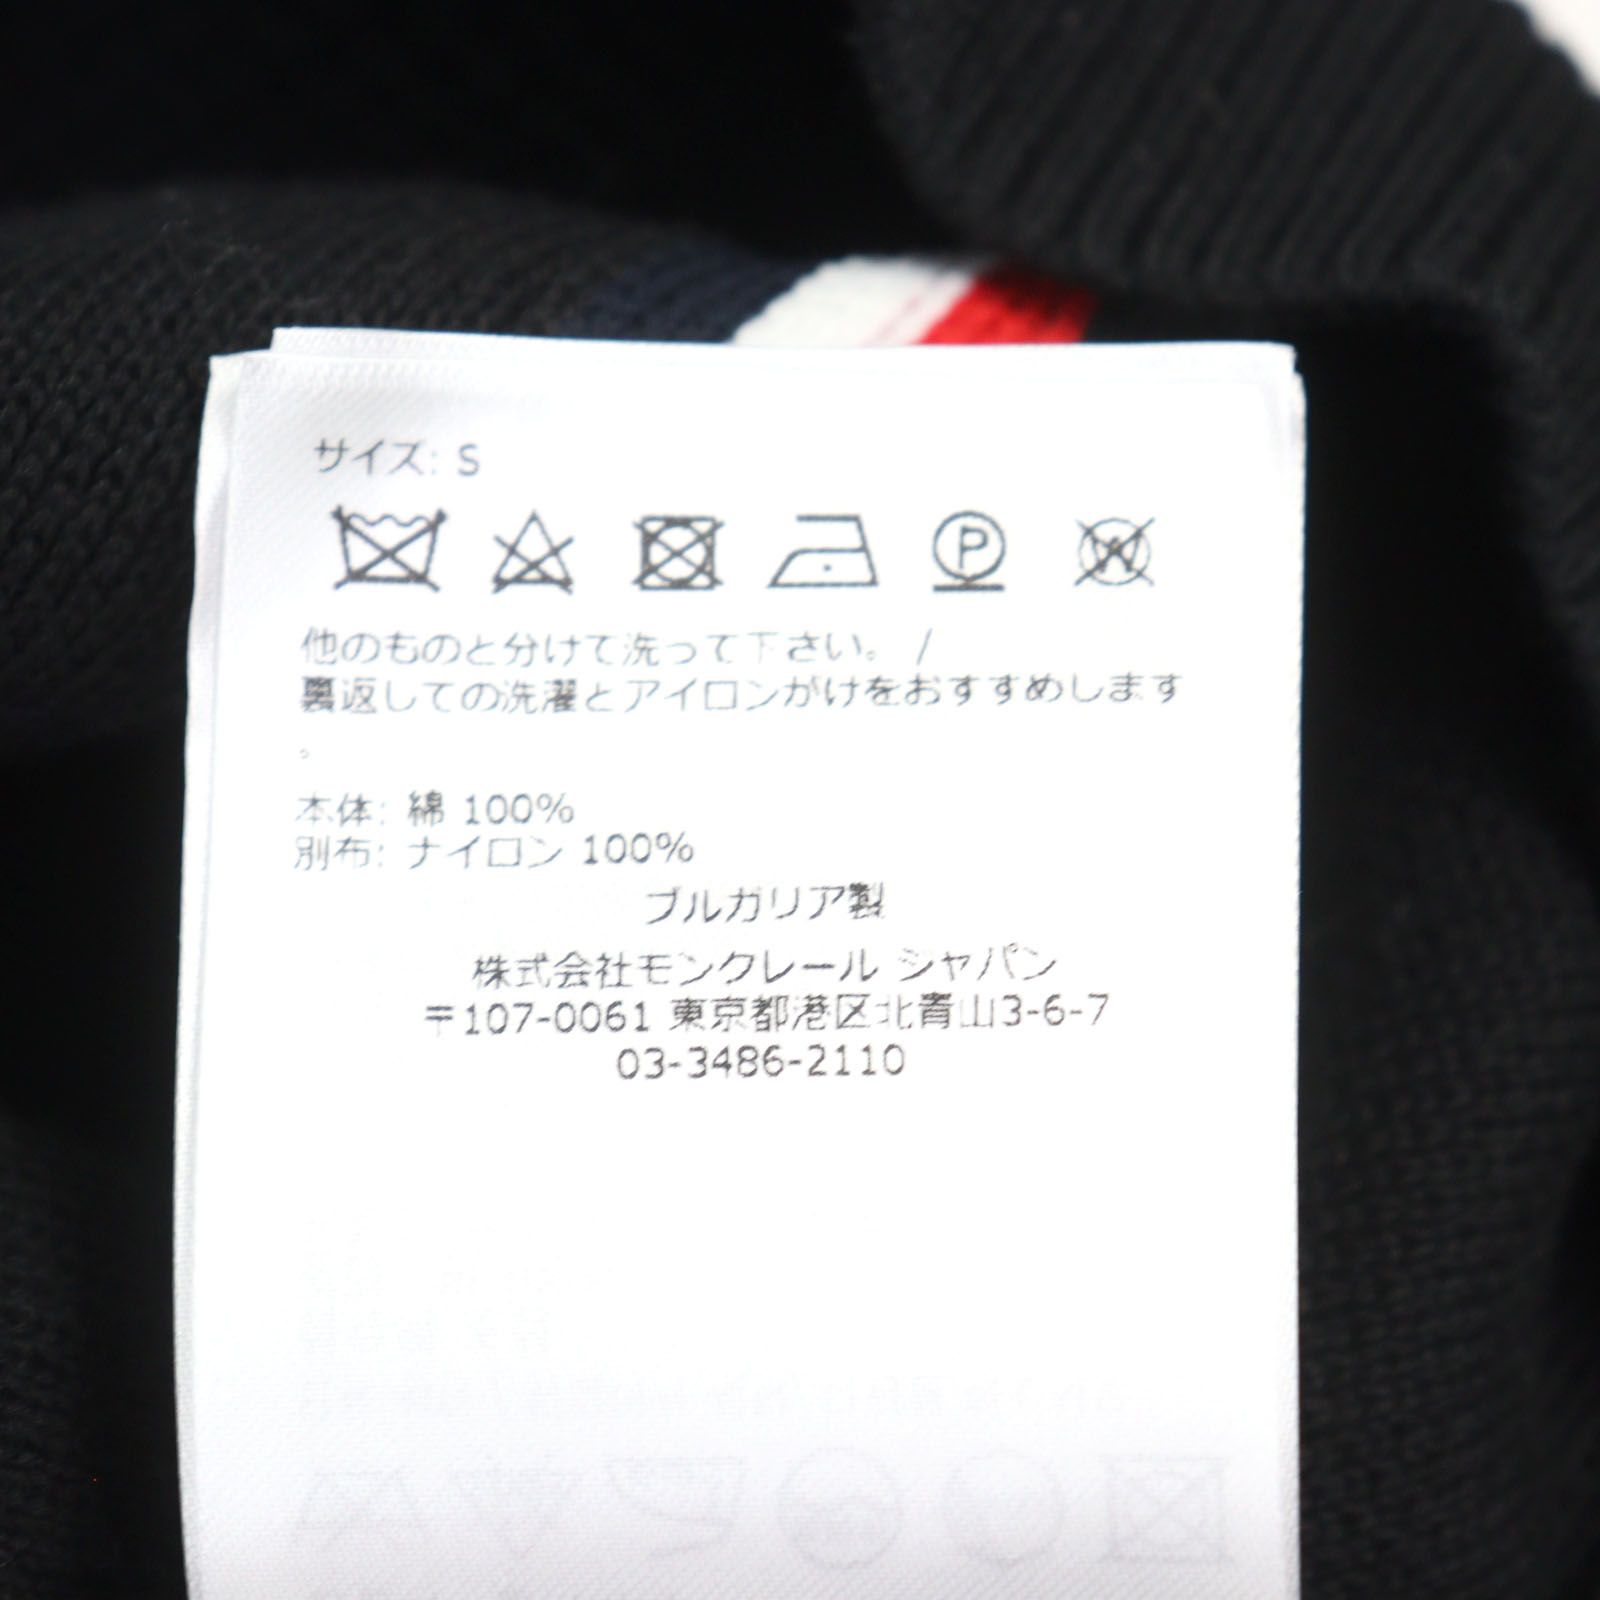 サイズ: S
P W
他のものと分けて洗って下さい。 /
裏返しての洗濯とアイロンがけをおすすめします
。
本体: 綿 100%
別布: ナイロン 100%
ブルガリア製
株式会社モンクレール ジャパン
〒107-0061 東京都港区北青山3-6-7
03-3486-2110